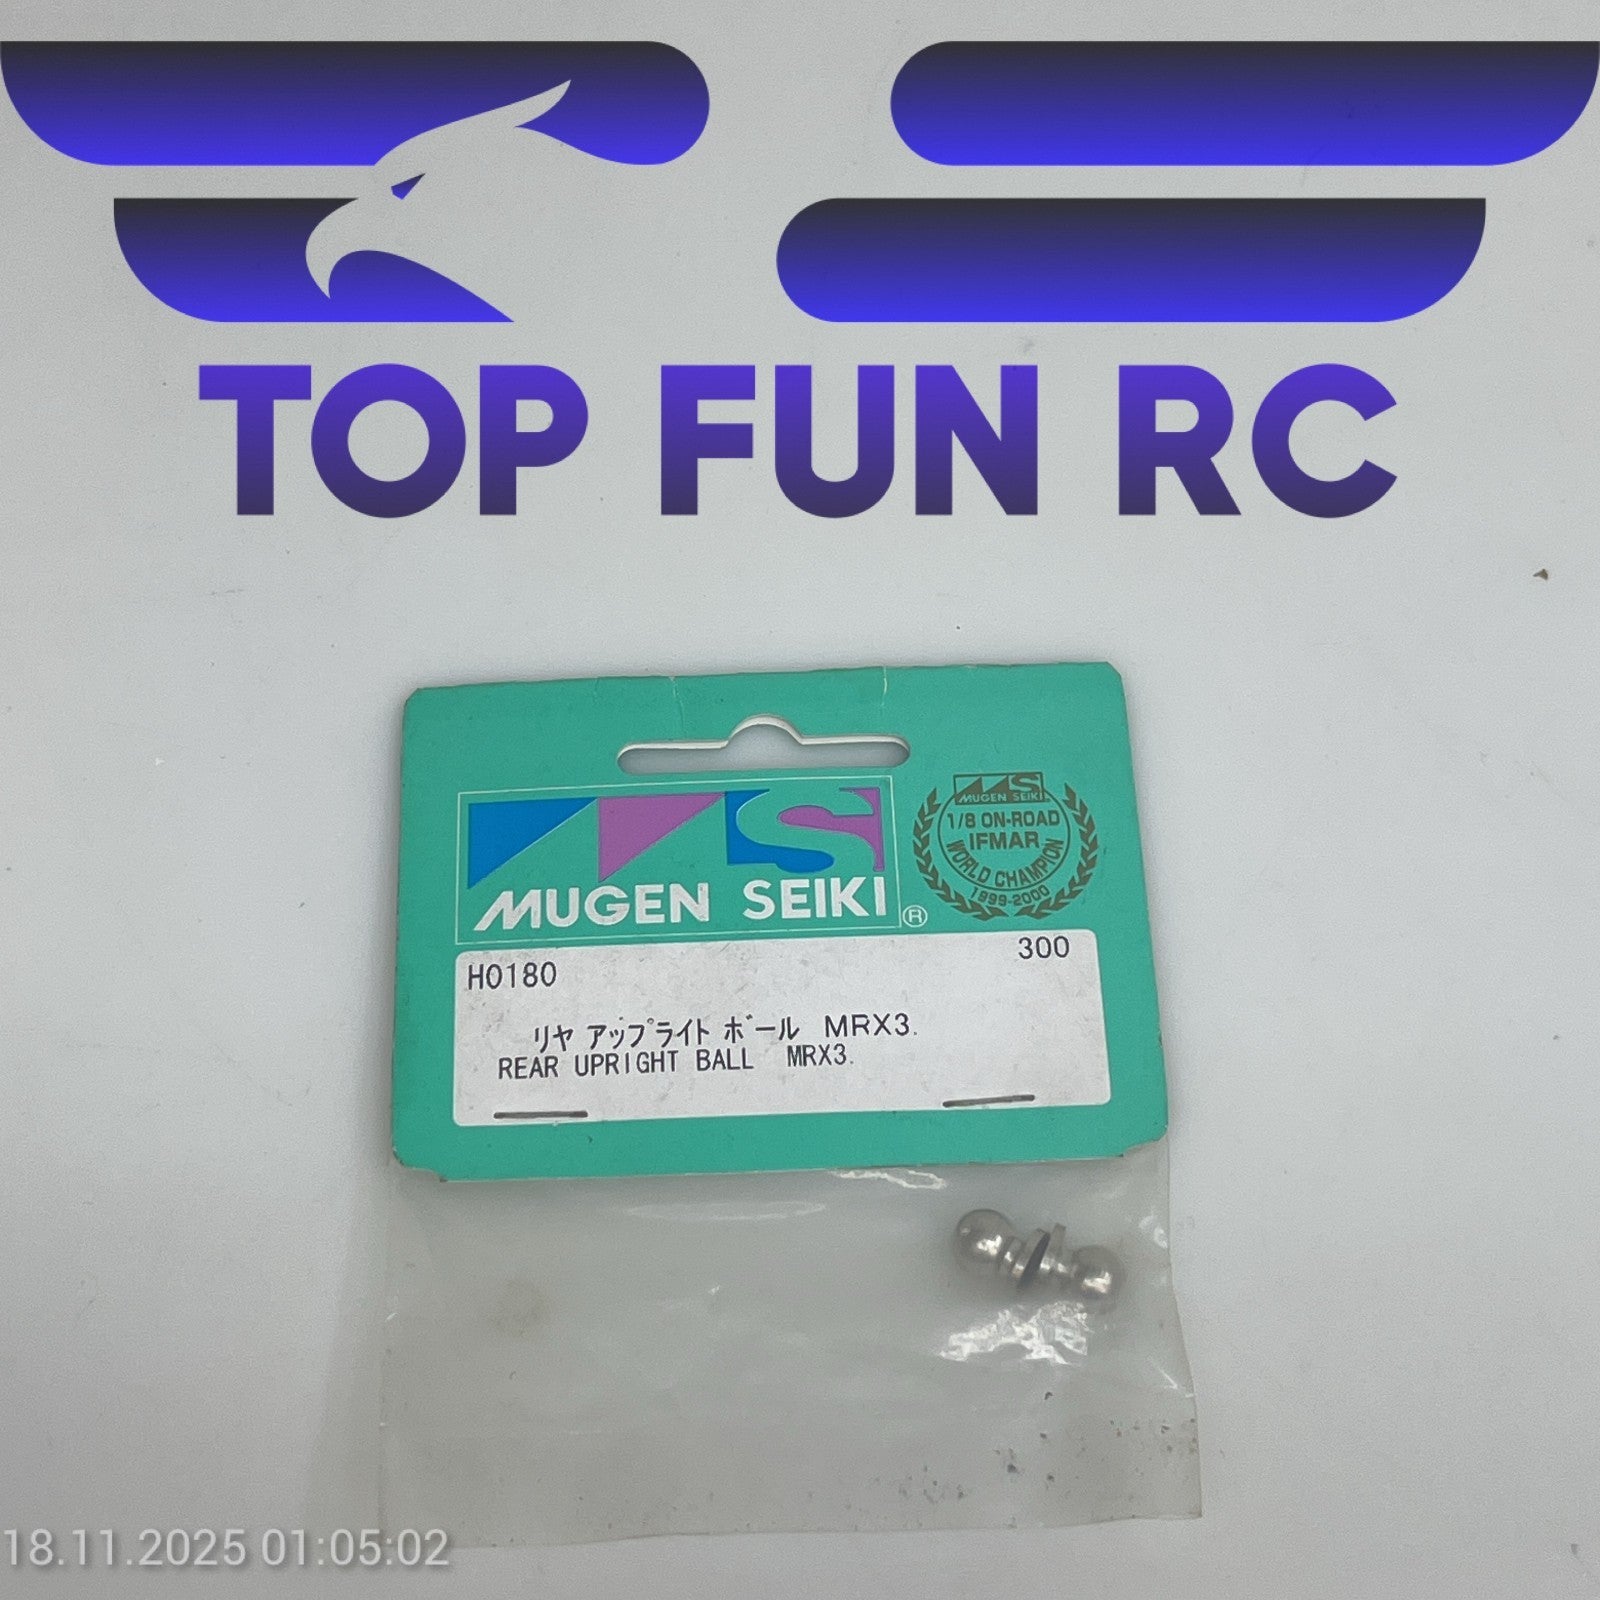 TOP FUN RC
MUGEN SEIKI ®
MUGEN SEIKI
1/8 ON-ROAD
IFMAR
WORLD CHAMPION
1999-2000
H0180
300
リヤ アップライト ボール MRX3.
REAR UPRIGHT BALL MRX3.
18.11.2025 01:05:02